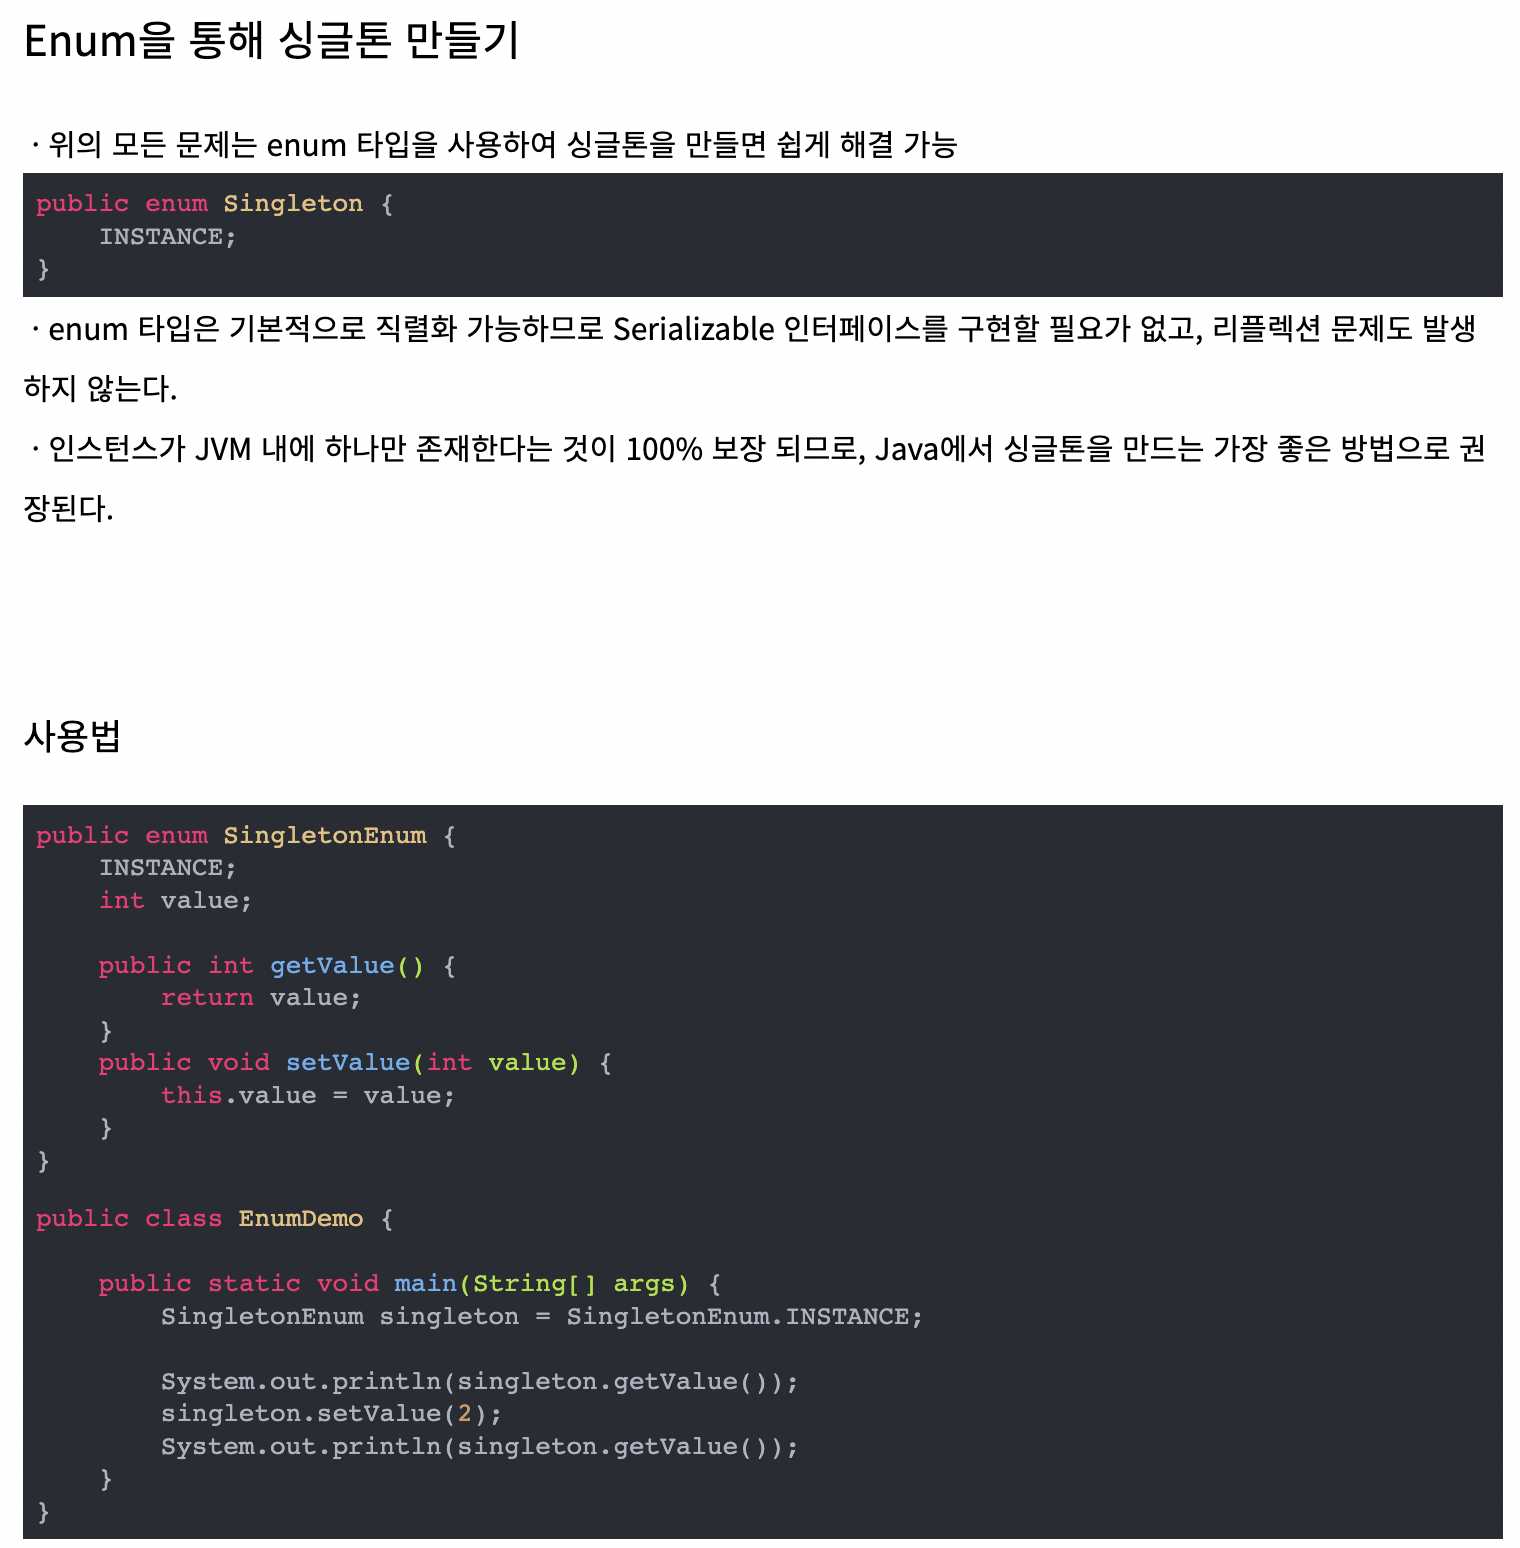 Enum을 통해 싱글톤 만들기
· 위의 모든 문제는 enum 타입을 사용하여 싱글톤을 만들면 쉽게 해결 가능
public enum Singleton {
    INSTANCE;
}
· enum 타입은 기본적으로 직렬화 가능하므로 Serializable 인터페이스를 구현할 필요가 없고, 리플렉션 문제도 발생
하지 않는다.
· 인스턴스가 JVM 내에 하나만 존재한다는 것이 100% 보장 되므로, Java에서 싱글톤을 만드는 가장 좋은 방법으로 권
장된다.
사용법
public enum SingletonEnum {
    INSTANCE;
    int value;
    public int getValue() {
        return value;
    }
    public void setValue(int value) {
        this.value = value;
    }
}
public class EnumDemo {
    public static void main(String[] args) {
        SingletonEnum singleton = SingletonEnum.INSTANCE;
        System.out.println(singleton.getValue());
        singleton.setValue(2);
        System.out.println(singleton.getValue());
    }
}